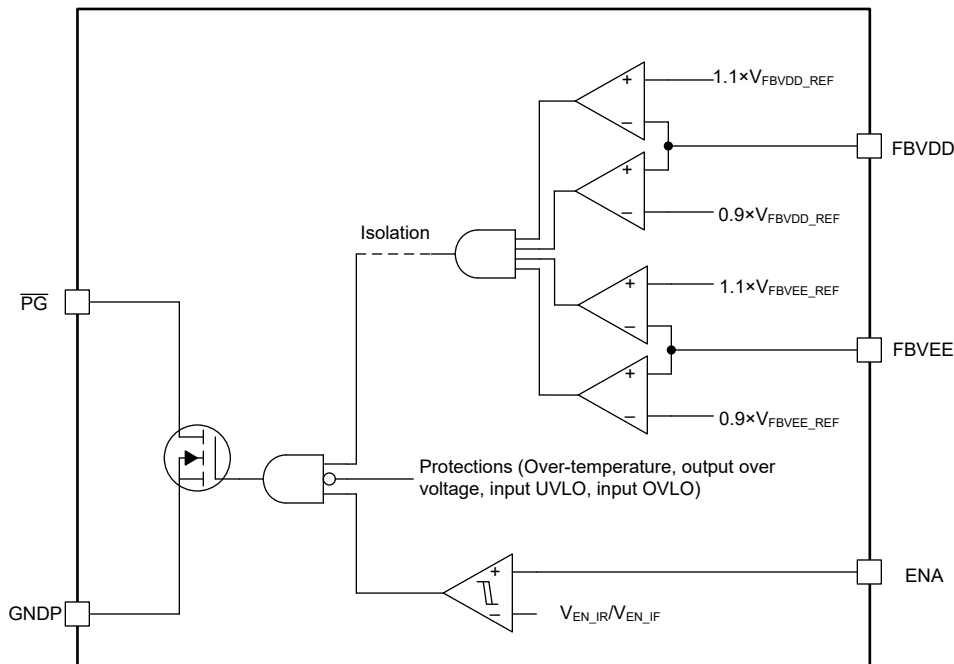 1.1×VFBVDD_REF
FBVDD
0.9×VFBVDD_REF
Isolation
1.1×VFBVEE_REF
PG
FBVEE
0.9×VFBVEE_REF
Protections (Over-temperature, output over
voltage, input UVLO, input OVLO)
ENA
GNDP
VEN_IR/VEN_IF
+
−
+
−
+
−
+
−
+
−